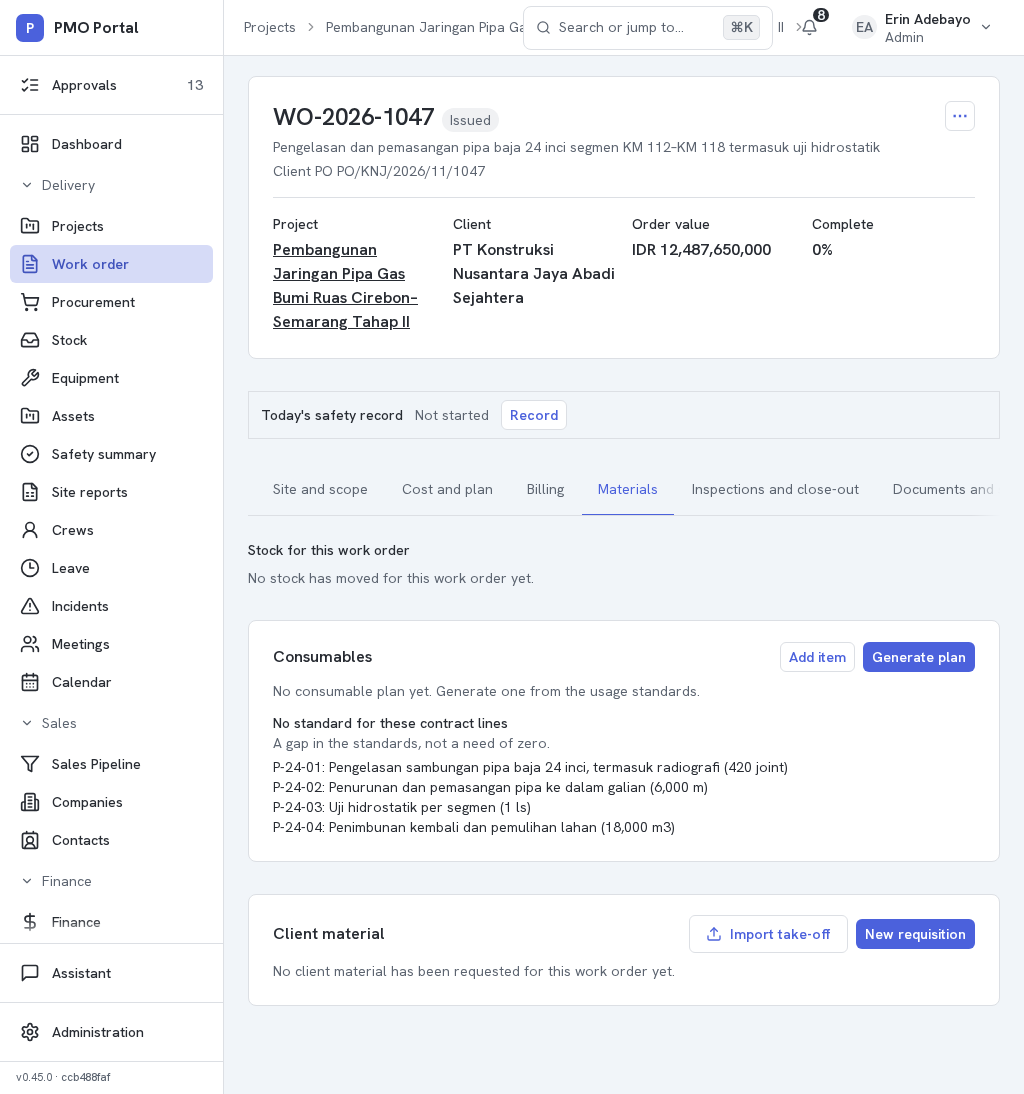 P PMO Portal
Projects > Pembangunan Jaringan Pipa Ga
Search or jump to... ⌘K
II >
8
EA Erin Adebayo
Admin
Approvals 13
Dashboard
Delivery
Projects
Work order
Procurement
Stock
Equipment
Assets
Safety summary
Site reports
Crews
Leave
Incidents
Meetings
Calendar
Sales
Sales Pipeline
Companies
Contacts
Finance
Finance
Assistant
Administration
v0.45.0 · ccb488faf
WO-2026-1047 Issued
Pengelasan dan pemasangan pipa baja 24 inci segmen KM 112–KM 118 termasuk uji hidrostatik
Client PO PO/KNJ/2026/11/1047
Project
Pembangunan
Jaringan Pipa Gas
Bumi Ruas Cirebon–
Semarang Tahap II
Client
PT Konstruksi
Nusantara Jaya Abadi
Sejahtera
Order value
IDR 12,487,650,000
Complete
0%
Today's safety record Not started Record
Site and scope Cost and plan Billing Materials Inspections and close-out Documents and
Stock for this work order
No stock has moved for this work order yet.
Consumables Add item Generate plan
No consumable plan yet. Generate one from the usage standards.
No standard for these contract lines
A gap in the standards, not a need of zero.
P-24-01: Pengelasan sambungan pipa baja 24 inci, termasuk radiografi (420 joint)
P-24-02: Penurunan dan pemasangan pipa ke dalam galian (6,000 m)
P-24-03: Uji hidrostatik per segmen (1 ls)
P-24-04: Penimbunan kembali dan pemulihan lahan (18,000 m3)
Client material Import take-off New requisition
No client material has been requested for this work order yet.